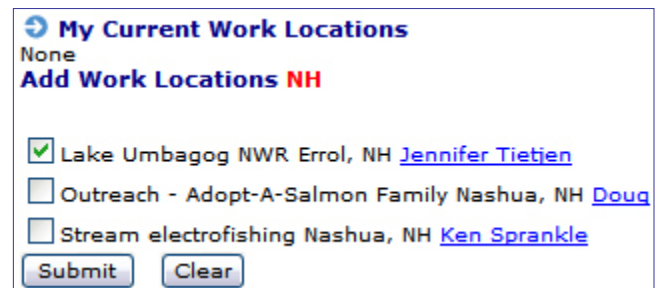 My Current Work Locations
None
Add Work Locations NH
Lake Umbagog NWR Errol, NH Jennifer Tietjen
Outreach - Adopt-A-Salmon Family Nashua, NH Doug
Stream electrofishing Nashua, NH Ken Sprankle
Submit Clear